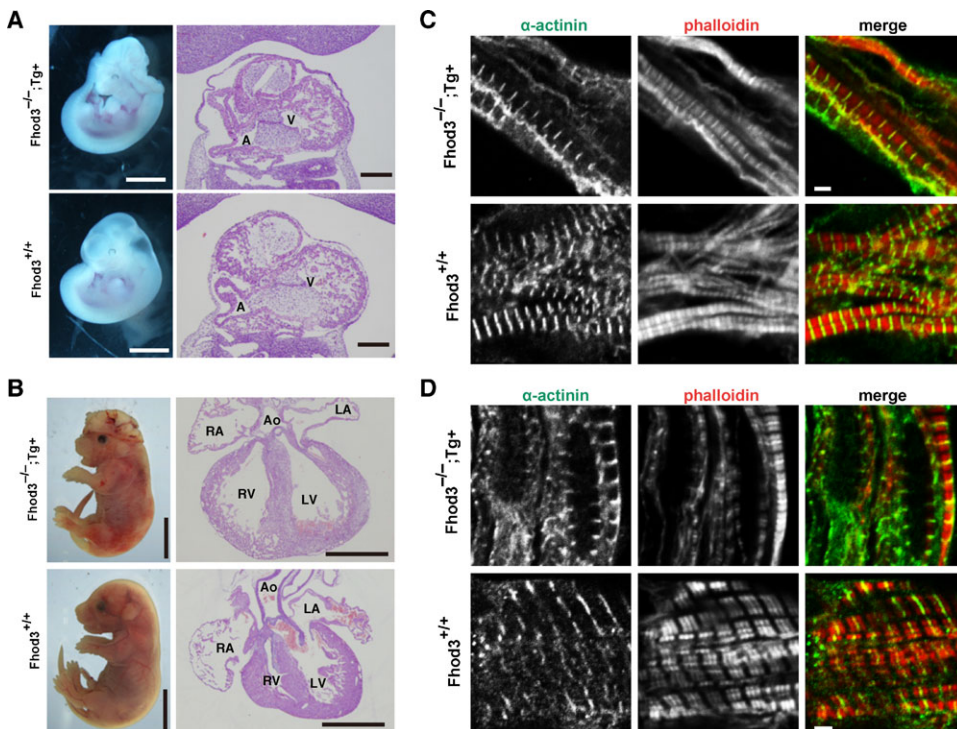 A
Fhod3−/−;Tg+
A
V
Fhod3+/+
A
V
B
Fhod3−/−;Tg+
RA
Ao
LA
RV
LV
Fhod3+/+
Ao
LA
RA
RV
LV
C
α-actinin
phalloidin
merge
Fhod3−/−;Tg+
Fhod3+/+
D
α-actinin
phalloidin
merge
Fhod3−/−;Tg+
Fhod3+/+